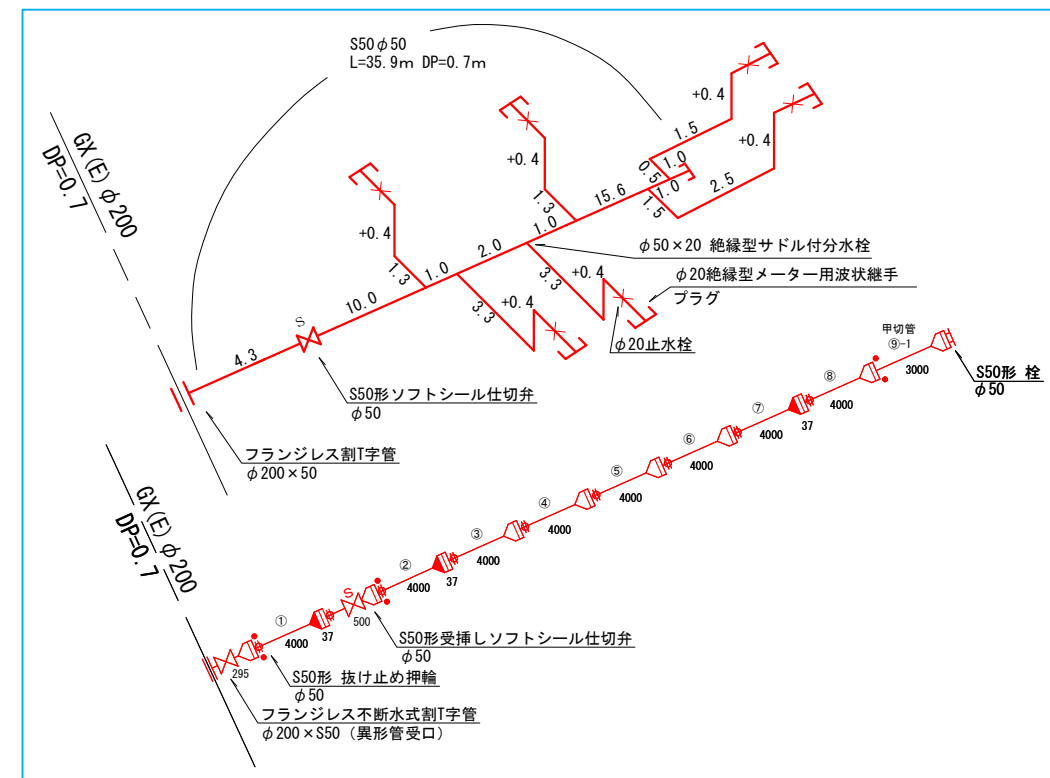 S50φ50
L=35.9m DP=0.7m
GX(E)φ200
DP=0.7
+0.4
1.5
1.0
0.5
+0.4
1.0
2.5
1.5
+0.4
15.6
1.3
1.0
+0.4
2.0
1.3
1.0
10.0
S
4.3
3.3
+0.4
3.3
+0.4
φ50×20 絶縁型サドル付分水栓
φ20絶縁型メーター用波状継手
プラグ
φ20止水栓
S50形ソフトシール仕切弁
φ50
フランジレス割T字管
φ200×50
GX(E)φ200
DP=0.7
295
①
4000
37
S
500
②
4000
37
③
4000
④
4000
⑤
4000
⑥
4000
⑦
4000
37
⑧
4000
甲切管
⑨-1
3000
S50形 栓
φ50
S50形受挿しソフトシール仕切弁
φ50
S50形 抜け止め押輪
φ50
フランジレス不断水式割T字管
φ200×S50（異形管受口）